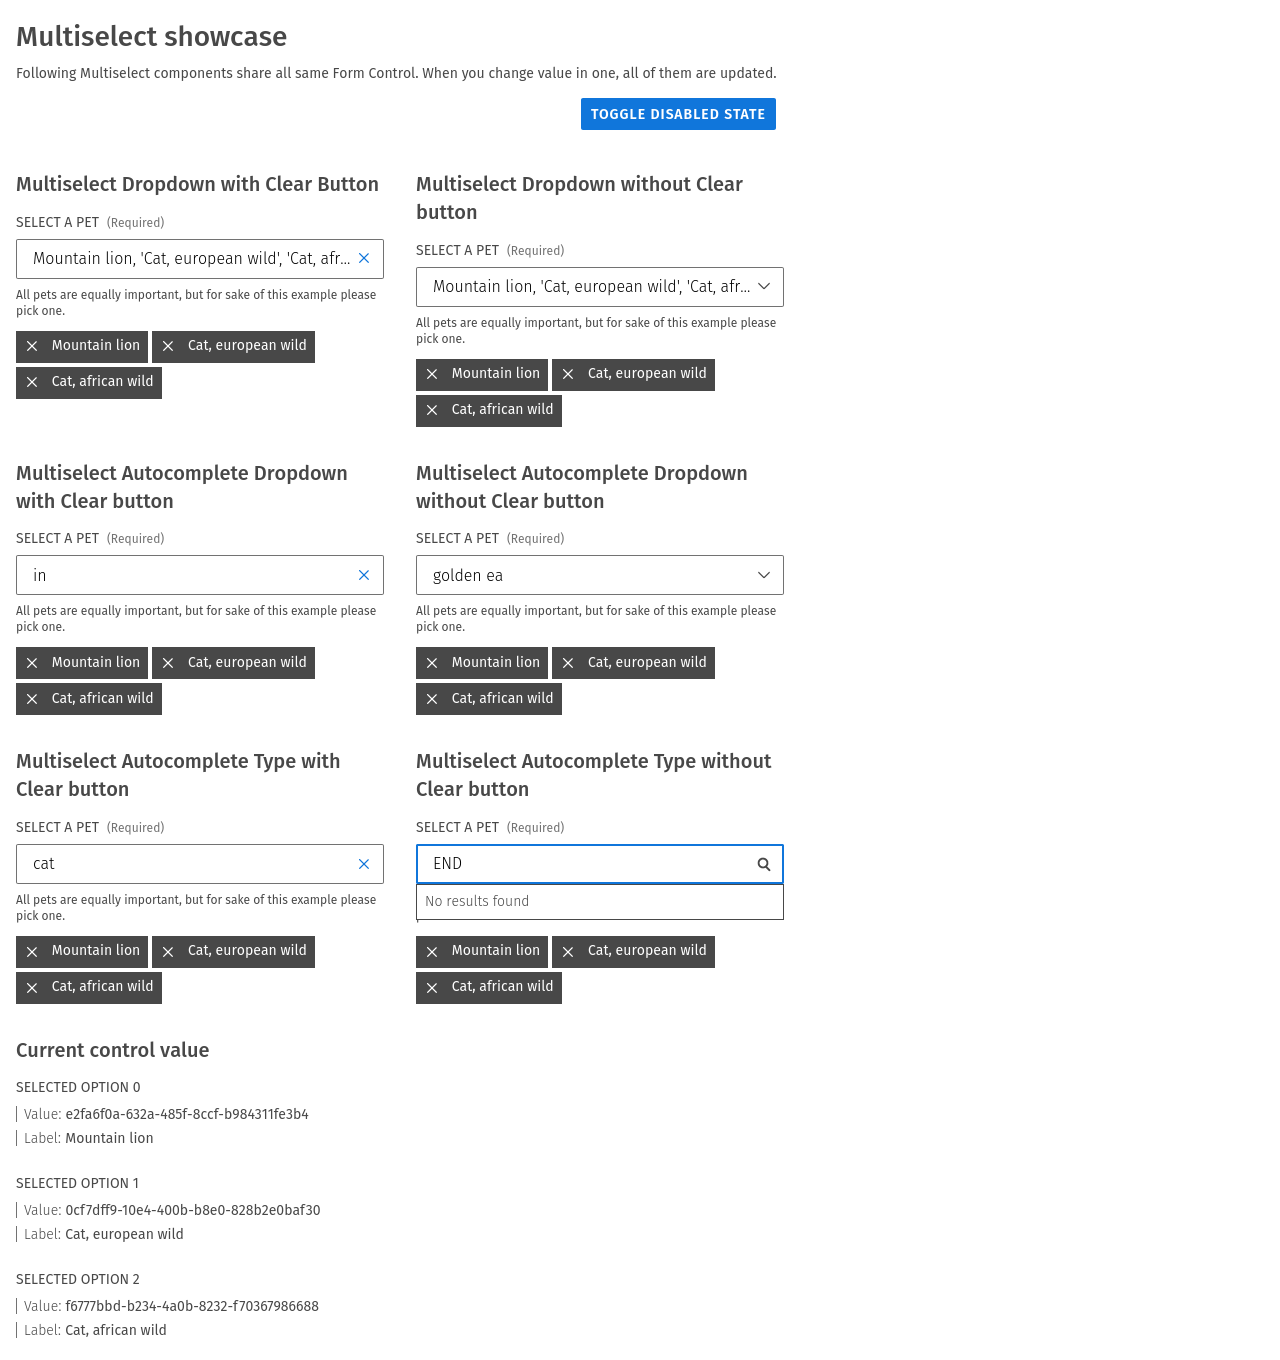 Multiselect showcase
Following Multiselect components share all same Form Control. When you change value in one, all of them are updated.
TOGGLE DISABLED STATE
Multiselect Dropdown with Clear Button
SELECT A PET (Required)
Mountain lion, 'Cat, european wild', 'Cat, afr...
All pets are equally important, but for sake of this example please
pick one.
Mountain lion
Cat, european wild
Cat, african wild
Multiselect Dropdown without Clear
button
SELECT A PET (Required)
Mountain lion, 'Cat, european wild', 'Cat, afr...
All pets are equally important, but for sake of this example please
pick one.
Mountain lion
Cat, european wild
Cat, african wild
Multiselect Autocomplete Dropdown
with Clear button
SELECT A PET (Required)
in
All pets are equally important, but for sake of this example please
pick one.
Mountain lion
Cat, european wild
Cat, african wild
Multiselect Autocomplete Dropdown
without Clear button
SELECT A PET (Required)
golden ea
All pets are equally important, but for sake of this example please
pick one.
Mountain lion
Cat, european wild
Cat, african wild
Multiselect Autocomplete Type with
Clear button
SELECT A PET (Required)
cat
All pets are equally important, but for sake of this example please
pick one.
Mountain lion
Cat, european wild
Cat, african wild
Multiselect Autocomplete Type without
Clear button
SELECT A PET (Required)
END
No results found
Mountain lion
Cat, european wild
Cat, african wild
Current control value
SELECTED OPTION 0
Value: e2fa6f0a-632a-485f-8ccf-b984311fe3b4
Label: Mountain lion
SELECTED OPTION 1
Value: 0cf7dff9-10e4-400b-b8e0-828b2e0baf30
Label: Cat, european wild
SELECTED OPTION 2
Value: f6777bbd-b234-4a0b-8232-f70367986688
Label: Cat, african wild